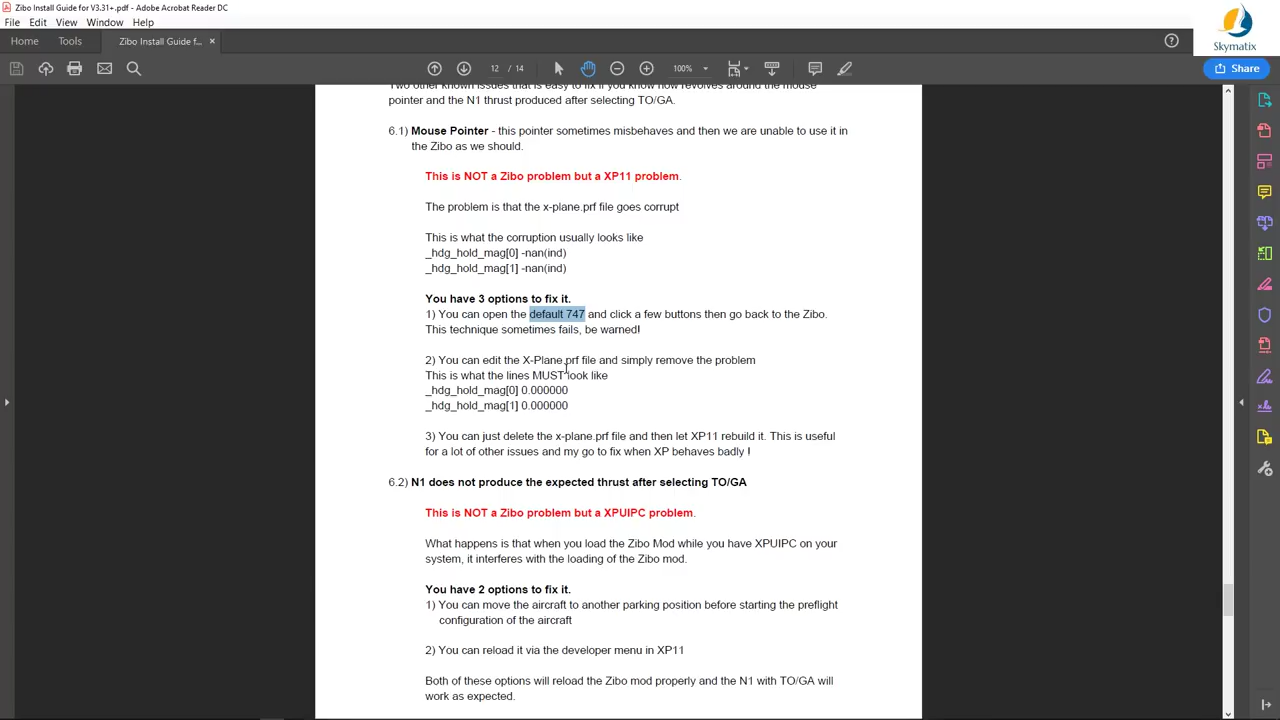 Zibo Install Guide for V3.31+.pdf - Adobe Acrobat Reader DC
File Edit View Window Help
Home Tools Zibo Install Guide f... ×
Skymatix
12 / 14 100% Share
Two other known issues that is easy to fix if you know how revolves around the mouse
pointer and the N1 thrust produced after selecting TO/GA.
6.1) Mouse Pointer - this pointer sometimes misbehaves and then we are unable to use it in
the Zibo as we should.
This is NOT a Zibo problem but a XP11 problem.
The problem is that the x-plane.prf file goes corrupt
This is what the corruption usually looks like
_hdg_hold_mag[0] -nan(ind)
_hdg_hold_mag[1] -nan(ind)
You have 3 options to fix it.
1) You can open the default 747 and click a few buttons then go back to the Zibo.
This technique sometimes fails, be warned!
2) You can edit the X-Plane.prf file and simply remove the problem
This is what the lines MUST look like
_hdg_hold_mag[0] 0.000000
_hdg_hold_mag[1] 0.000000
3) You can just delete the x-plane.prf file and then let XP11 rebuild it. This is useful
for a lot of other issues and my go to fix when XP behaves badly !
6.2) N1 does not produce the expected thrust after selecting TO/GA
This is NOT a Zibo problem but a XPUIPC problem.
What happens is that when you load the Zibo Mod while you have XPUIPC on your
system, it interferes with the loading of the Zibo mod.
You have 2 options to fix it.
1) You can move the aircraft to another parking position before starting the preflight
configuration of the aircraft
2) You can reload it via the developer menu in XP11
Both of these options will reload the Zibo mod properly and the N1 with TO/GA will
work as expected.